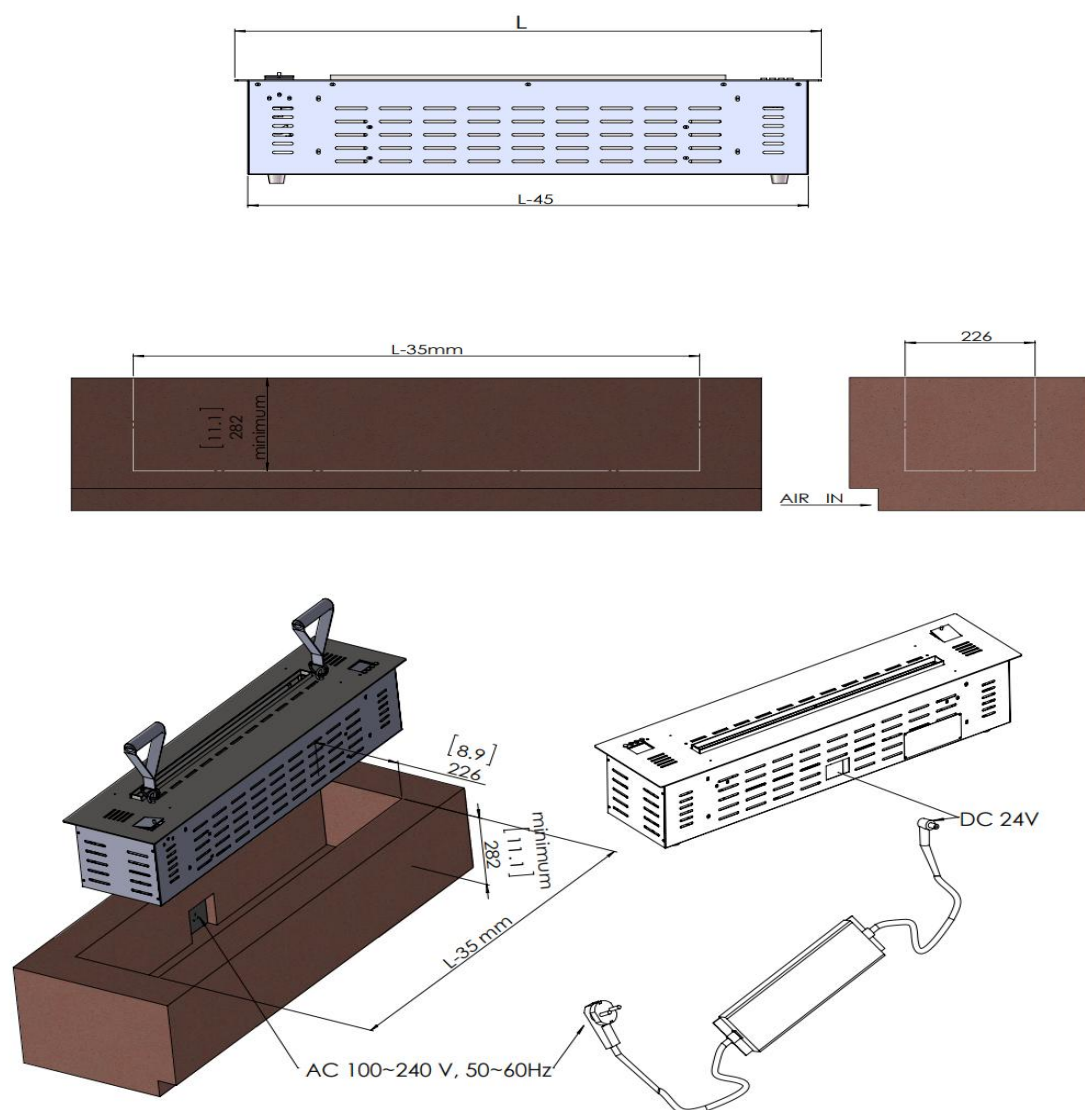 L
L-45
L-35mm
[11.1]
282
minimum
226
AIR IN
[8.9]
226
minimum
[11.1]
282
L-35 mm
DC 24V
AC 100~240 V, 50~60Hz